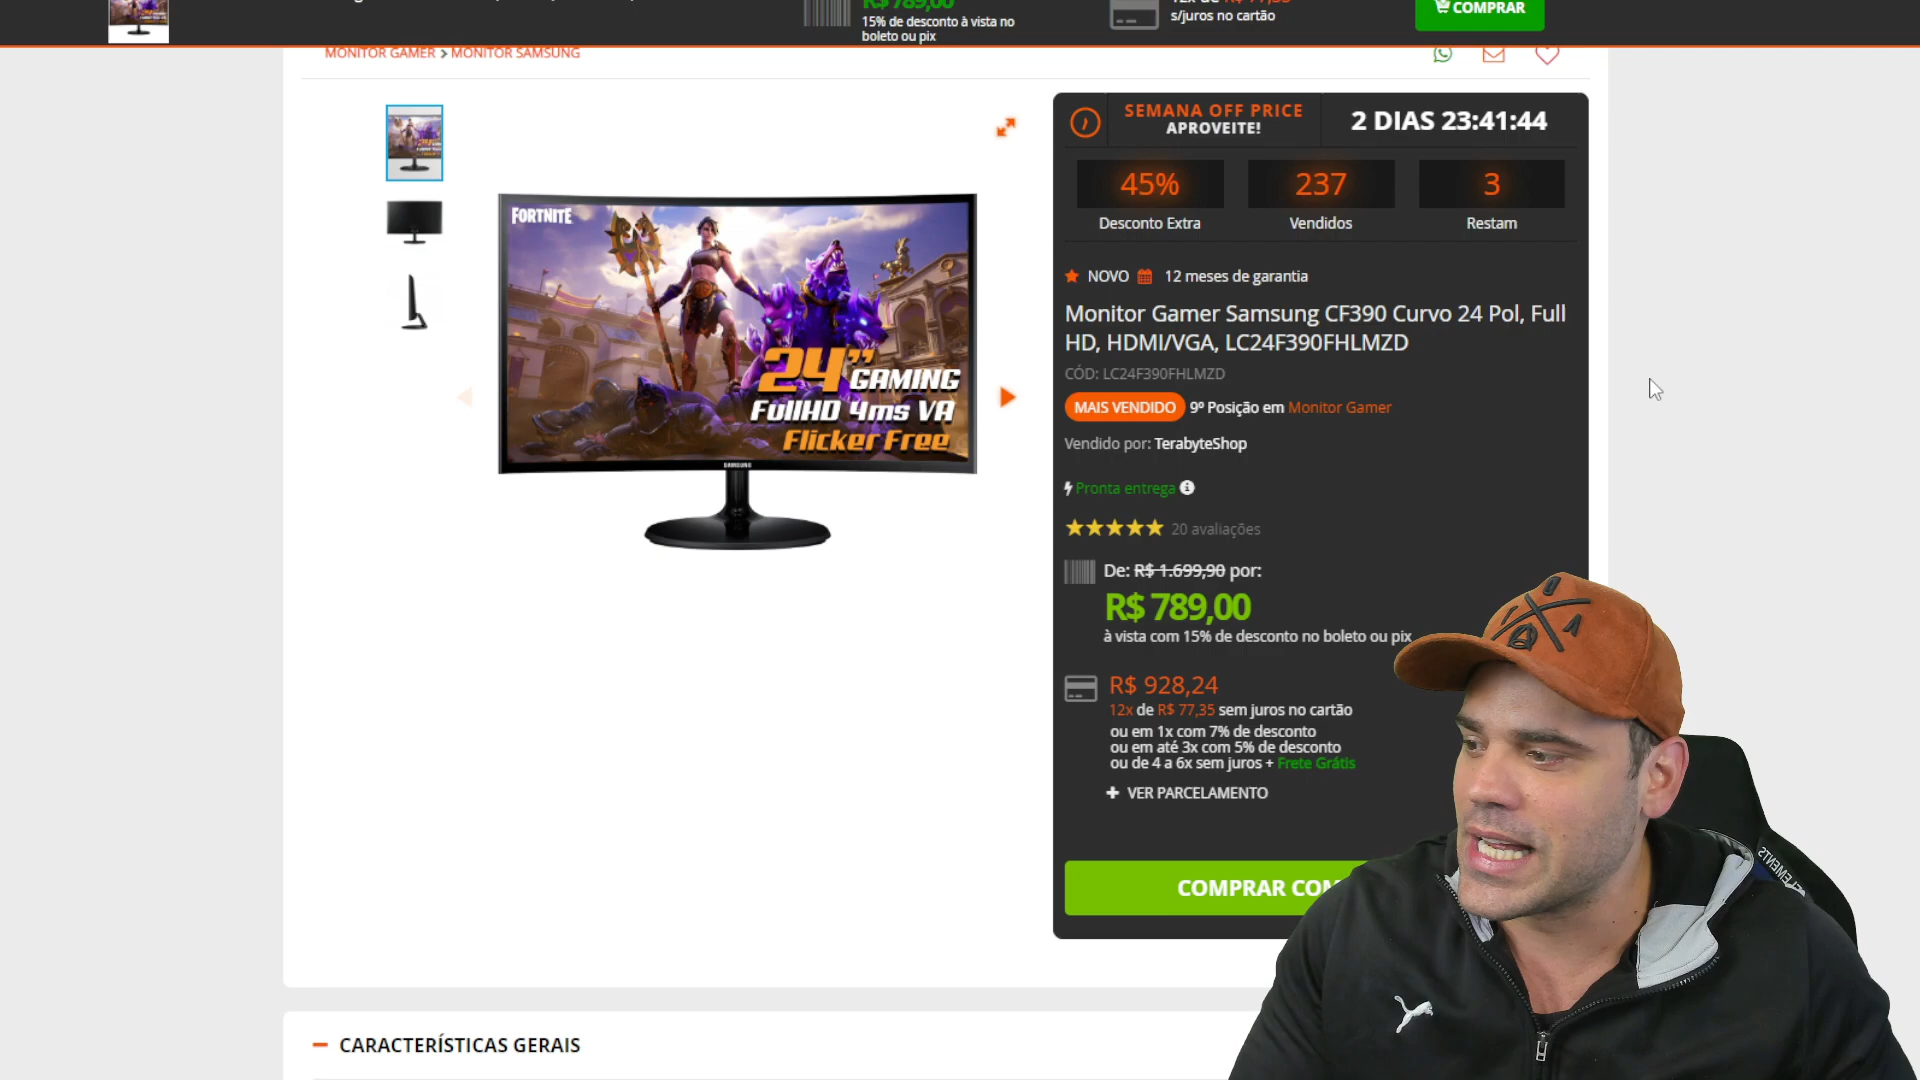 R$ 789,00
15% de desconto à vista no
boleto ou pix
s/juros no cartão
COMPRAR
MONITOR GAMER > MONITOR SAMSUNG
SEMANA OFF PRICE
APROVEITE!
2 DIAS 23:41:44
45%
Desconto Extra
237
Vendidos
3
Restam
NOVO
12 meses de garantia
Monitor Gamer Samsung CF390 Curvo 24 Pol, Full
HD, HDMI/VGA, LC24F390FHLMZD
CÓD: LC24F390FHLMZD
MAIS VENDIDO 9º Posição em Monitor Gamer
Vendido por: TerabyteShop
Pronta entrega
20 avaliações
De: R$ 1.699,90 por:
R$ 789,00
à vista com 15% de desconto no boleto ou pix
R$ 928,24
12x de R$ 77,35 sem juros no cartão
ou em 1x com 7% de desconto
ou em até 3x com 5% de desconto
ou de 4 a 6x sem juros + Frete Grátis
+ VER PARCELAMENTO
COMPRAR
FORTNITE
24" GAMING
FullHD 4ms VA
Flicker Free
SAMSUNG
CARACTERÍSTICAS GERAIS